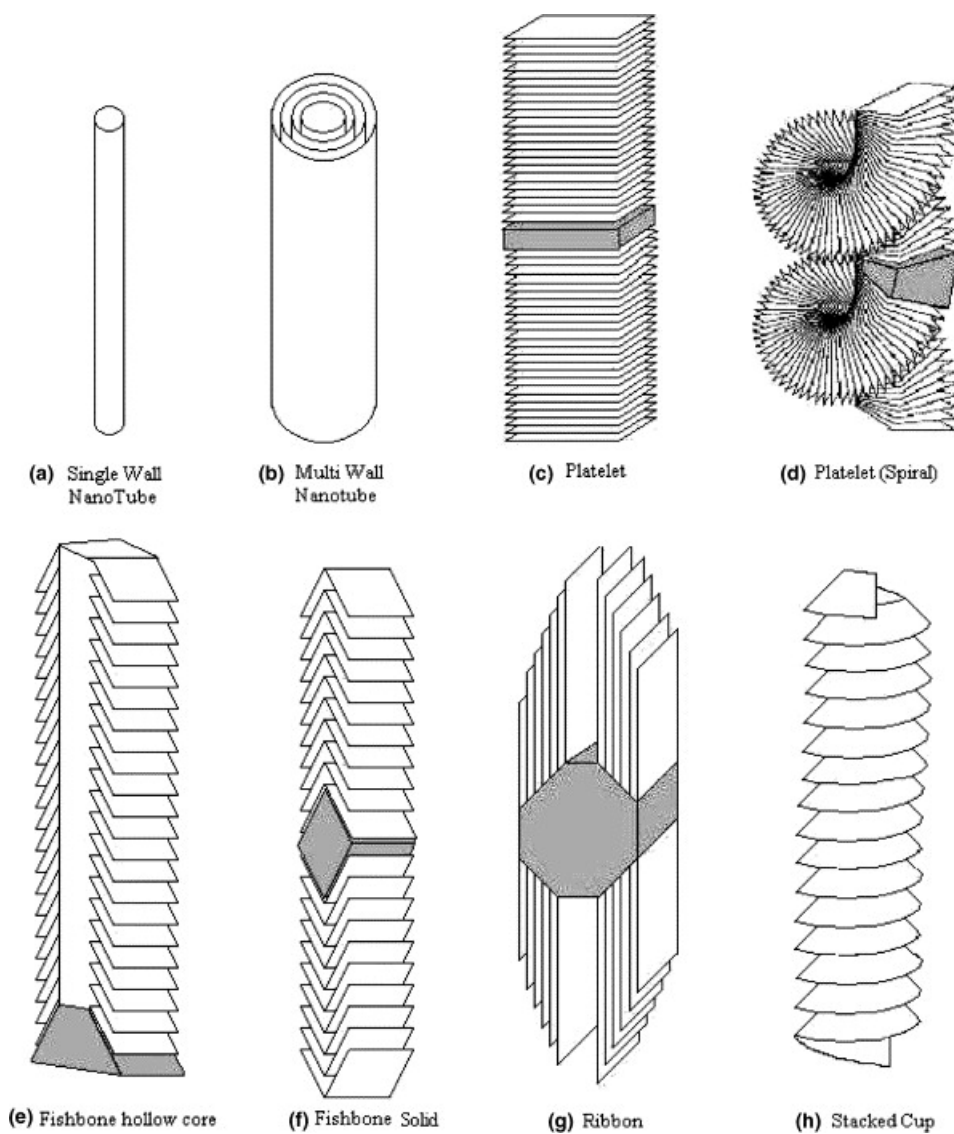 (a) Single Wall
NanoTube
(b) Multi Wall
Nanotube
(c) Platelet
(d) Platelet (Spiral)
(e) Fishbone hollow core
(f) Fishbone Solid
(g) Ribbon
(h) Stacked Cup